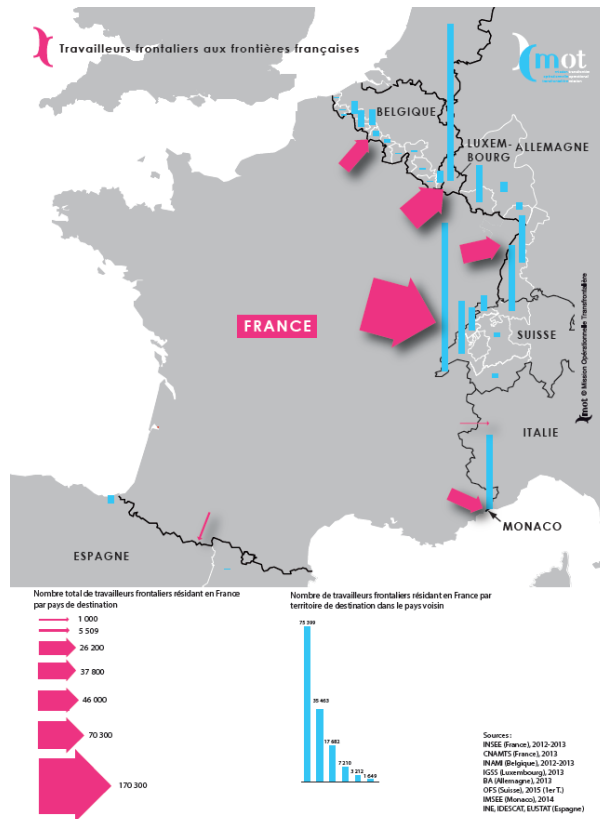 Travailleurs frontaliers aux frontières françaises
mot
BELGIQUE
LUXEM-
BOURG
ALLEMAGNE
FRANCE
SUISSE
ITALIE
MONACO
ESPAGNE
mot © Mission Opérationnelle Transfrontalière
Nombre total de travailleurs frontaliers résidant en France
par pays de destination
1 000
5 509
26 200
37 800
46 000
70 300
170 300
Nombre de travailleurs frontaliers résidant en France par
territoire de destination dans le pays voisin
35 483
17 682
7 210
3 212
1 649
Sources :
INSEE (France), 2012-2013
CNAMTS (France), 2013
INAMI (Belgique), 2012-2013
IGSS (Luxembourg), 2013
BA (Allemagne), 2013
OFS (Suisse), 2015 (1er T.)
IMSEE (Monaco), 2014
INE, IDESCAT, EUSTAT (Espagne)